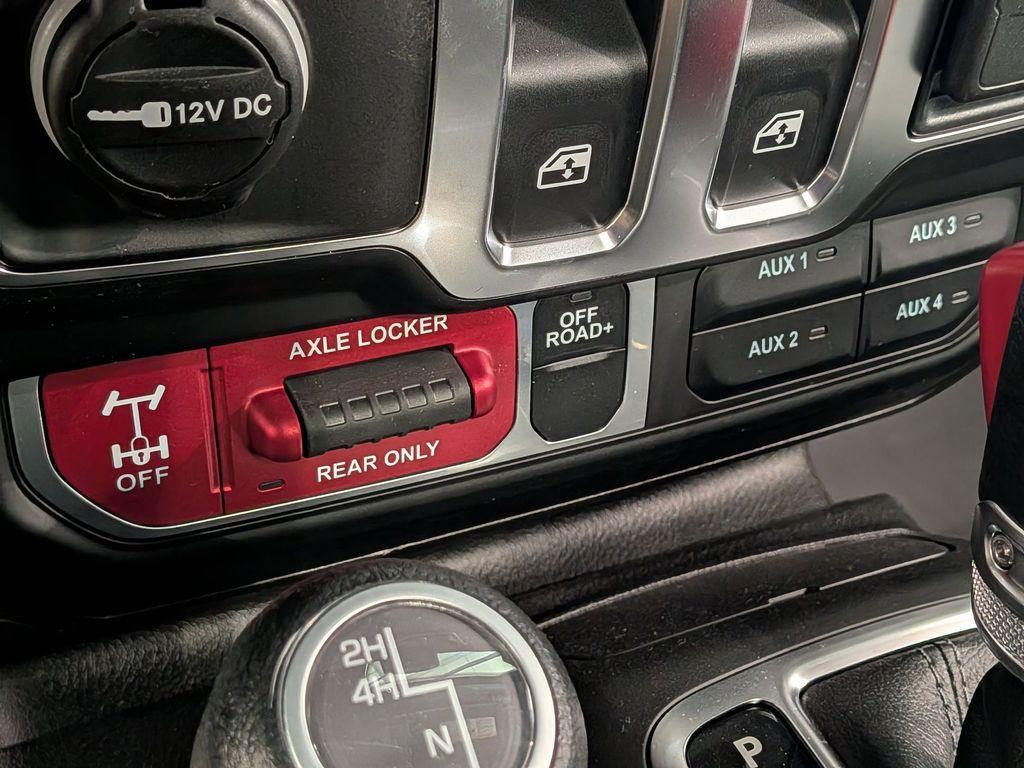 12V DC
AXLE LOCKER
OFF
REAR ONLY
OFF
ROAD+
AUX 1
AUX 2
AUX 3
AUX 4
2H
4H
N
P